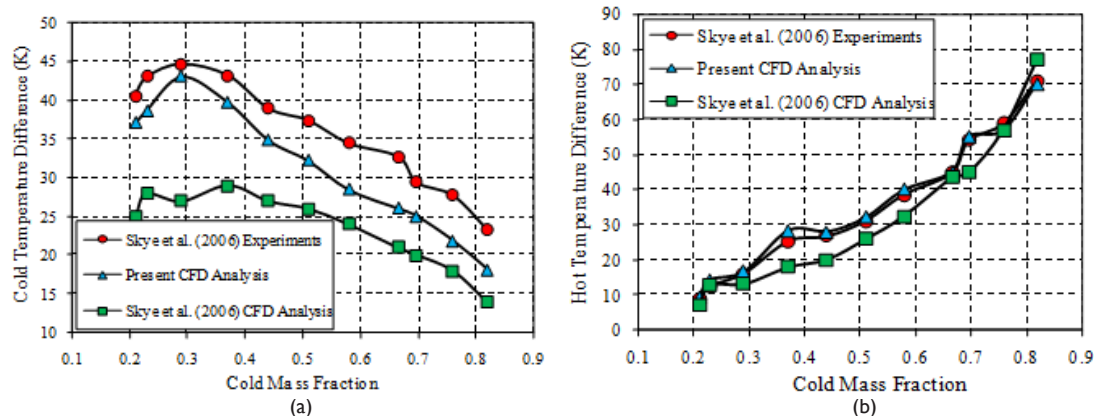 50
45
40
35
30
25
20
15
10
Cold Temperature Difference (K)
Skye et al. (2006) Experiments
Present CFD Analysis
Skye et al. (2006) CFD Analysis
0.1 0.2 0.3 0.4 0.5 0.6 0.7 0.8 0.9
Cold Mass Fraction
(a)
90
80
70
60
50
40
30
20
10
0
Hot Temperature Difference (K)
Skye et al. (2006) Experiments
Present CFD Analysis
Skye et al. (2006) CFD Analysis
0.1 0.2 0.3 0.4 0.5 0.6 0.7 0.8 0.9
Cold Mass Fraction
(b)